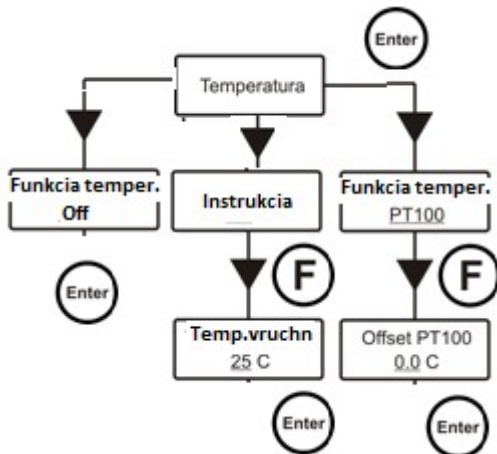 Enter
Temperatura
Funkcia temper.
Off
Instrukcia
Funkcia temper.
PT100
Enter
F
F
Temp.vruchn
25 C
Offset PT100
0.0 C
Enter
Enter